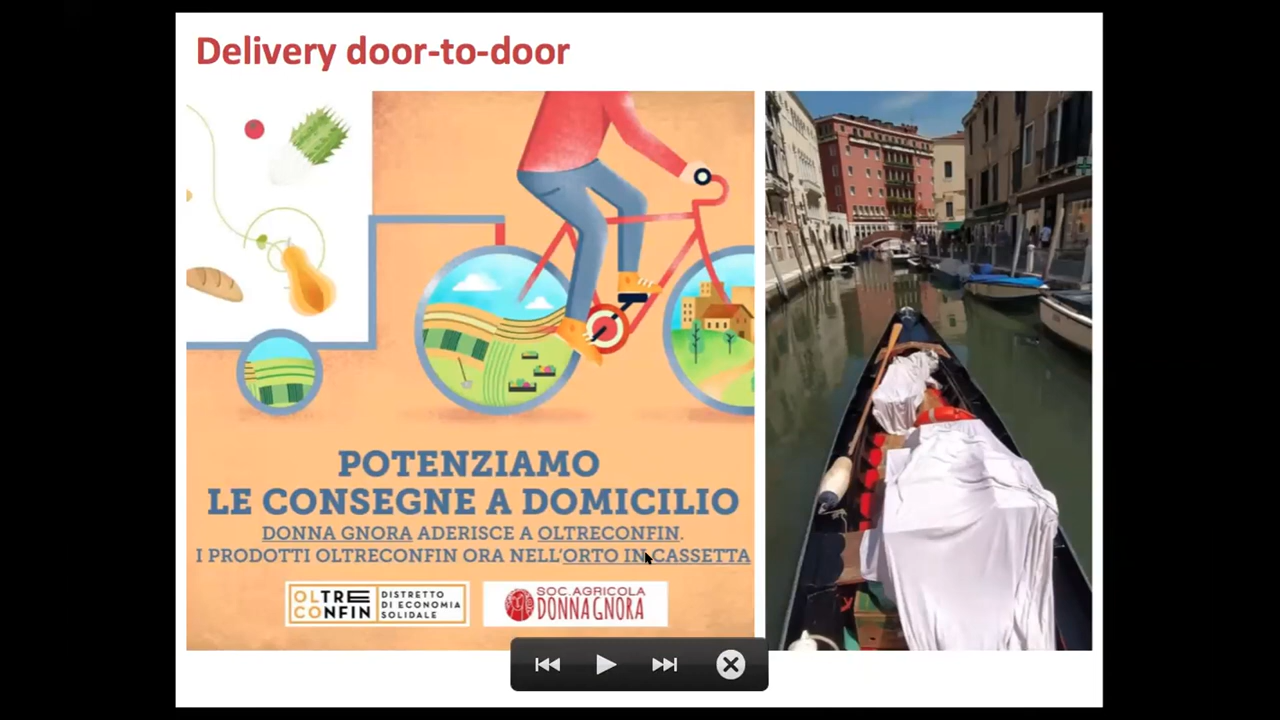 Delivery door-to-door
POTENZIAMO
LE CONSEGNE A DOMICILIO
DONNA GNORA ADERISCE A OLTRECONFIN.
I PRODOTTI OLTRECONFIN ORA NELL'ORTO IN CASSETTA
OLTRE
CONFIN
DISTRETTO
DI ECONOMIA
SOLIDALE
SOC.AGRICOLA
DONNA GNORA